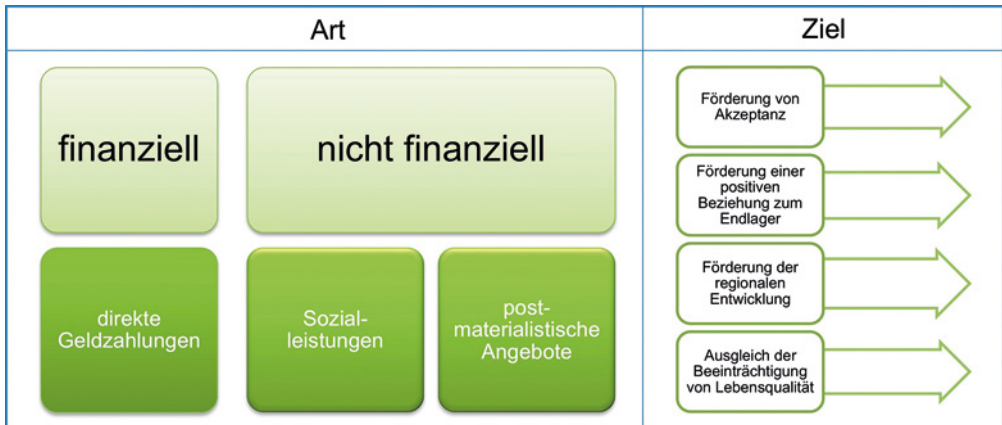 Art
Ziel
finanziell
nicht finanziell
direkte
Geldzahlungen
Sozial-
leistungen
post-
materialistische
Angebote
Förderung von
Akzeptanz
Förderung einer
positiven
Beziehung zum
Endlager
Förderung der
regionalen
Entwicklung
Ausgleich der
Beeinträchtigung
von Lebensqualität